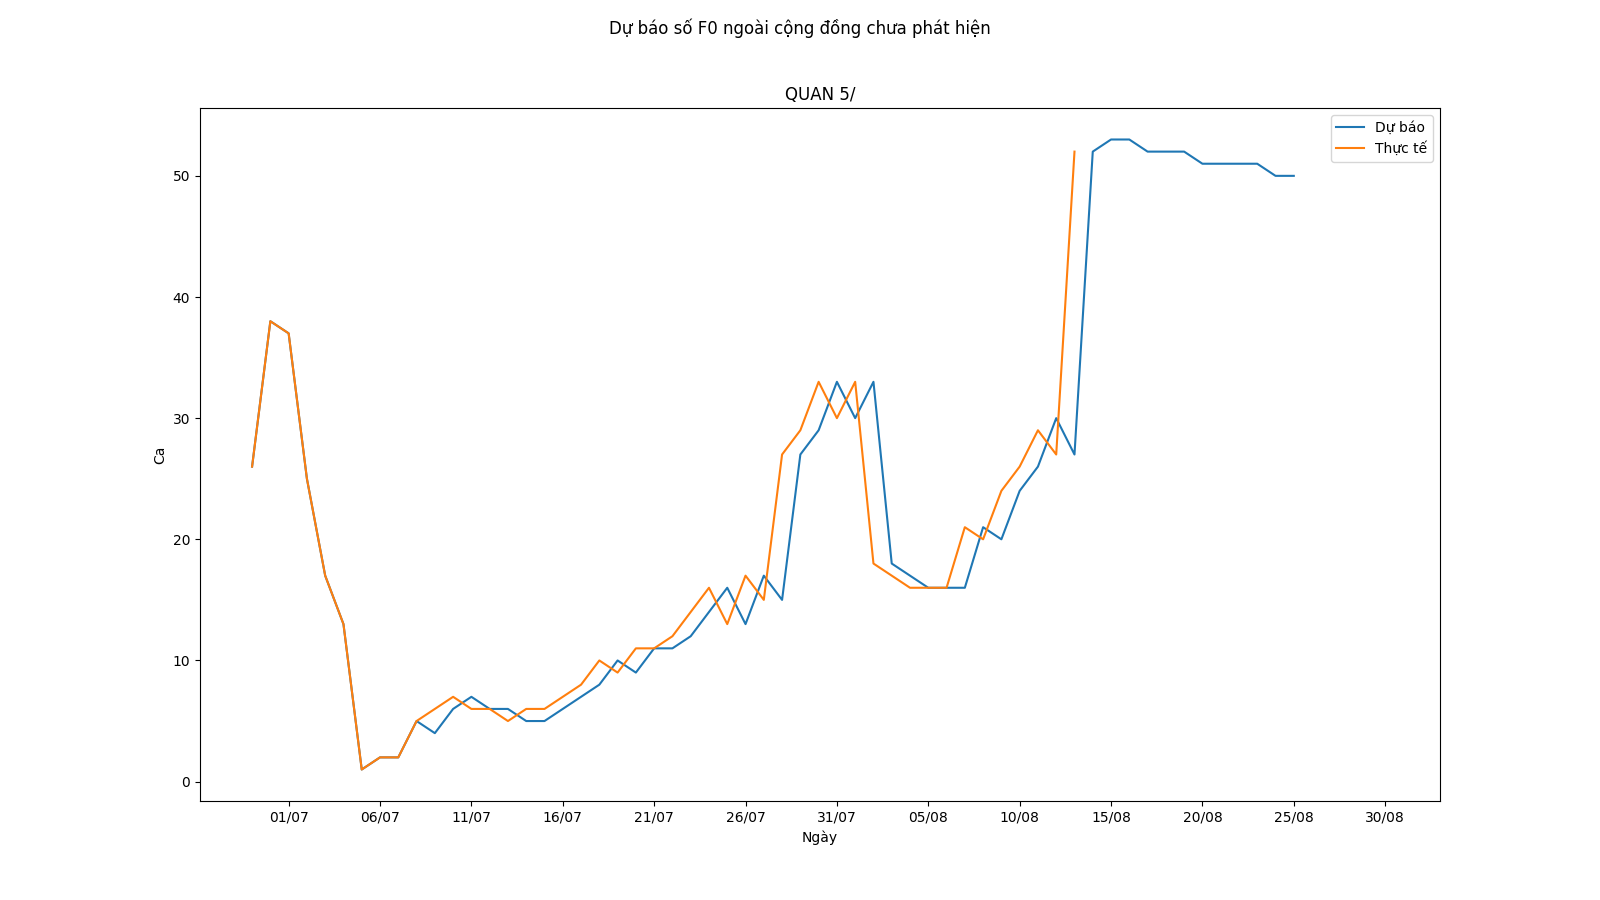 Dự báo số F0 ngoài cộng đồng chưa phát hiện
QUAN 5/
Dự báo
Thực tế
50
40
30
20
10
0
Ca
01/07 06/07 11/07 16/07 21/07 26/07 31/07 05/08 10/08 15/08 20/08 25/08 30/08
Ngày